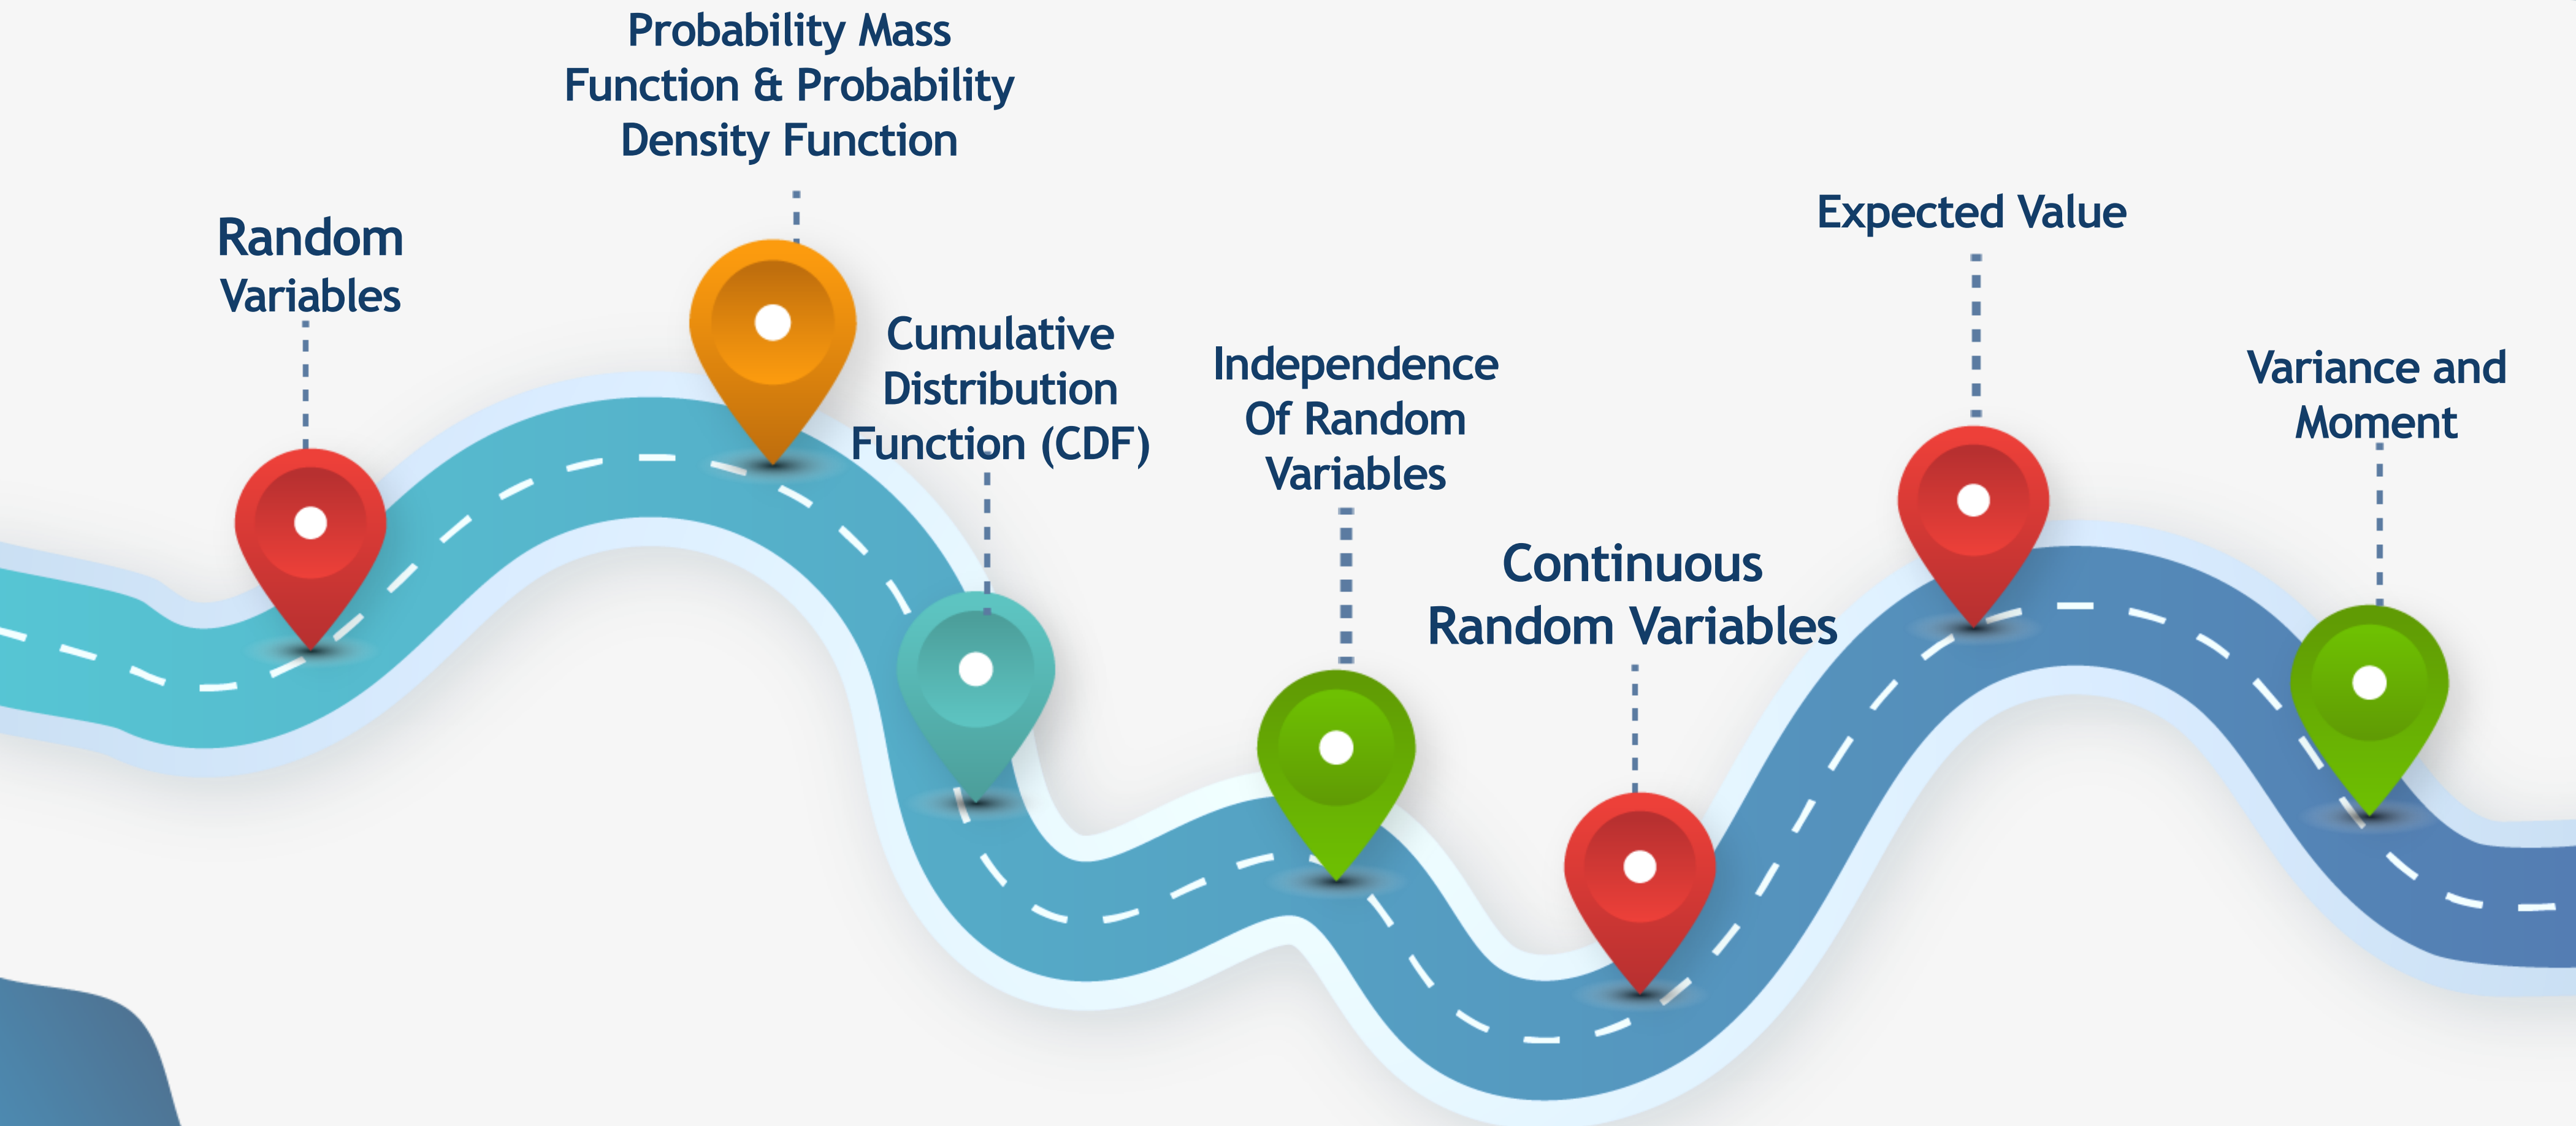 Random
Variables
Probability Mass
Function & Probability
Density Function
Cumulative
Distribution
Function (CDF)
Independence
Of Random
Variables
Continuous
Random Variables
Expected Value
Variance and
Moment